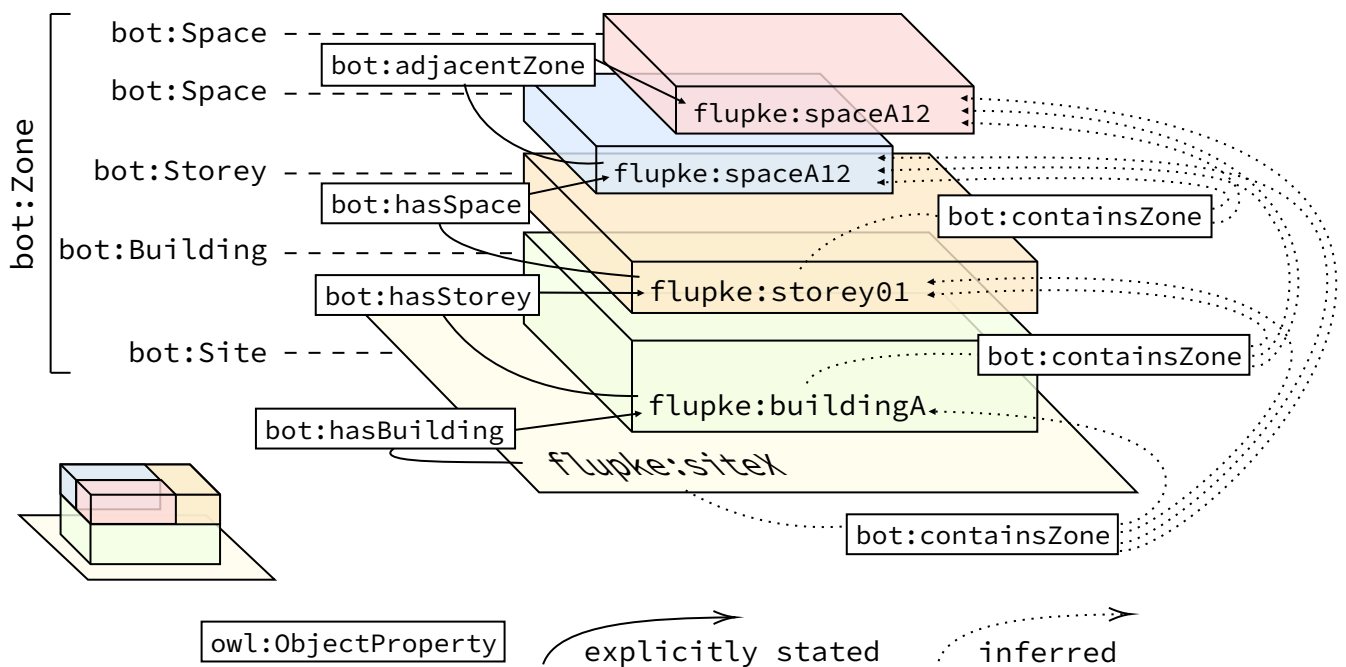 bot:Zone
bot:Space
bot:adjacentZone
bot:Space
flupke:spaceA12
bot:Storey
flupke:spaceA12
bot:hasSpace
bot:containsZone
bot:Building
bot:hasStorey
flupke:storey01
bot:Site
bot:containsZone
flupke:buildingA
bot:hasBuilding
flupke:siteX
bot:containsZone
owl:ObjectProperty
explicitly stated
inferred